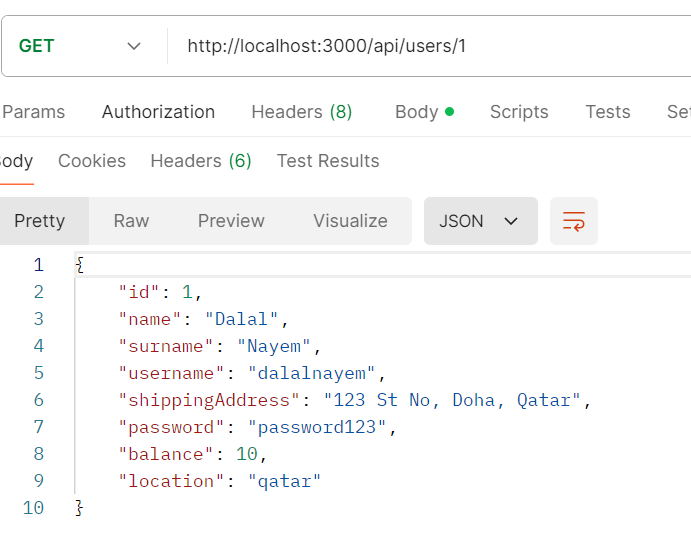 GET http://localhost:3000/api/users/1
Params Authorization Headers (8) Body Scripts Tests Se
ody Cookies Headers (6) Test Results
Pretty Raw Preview Visualize JSON
1 {
2 "id": 1,
3 "name": "Dalal",
4 "surname": "Nayem",
5 "username": "dalalnayem",
6 "shippingAddress": "123 St No, Doha, Qatar",
7 "password": "password123",
8 "balance": 10,
9 "location": "qatar"
10 }